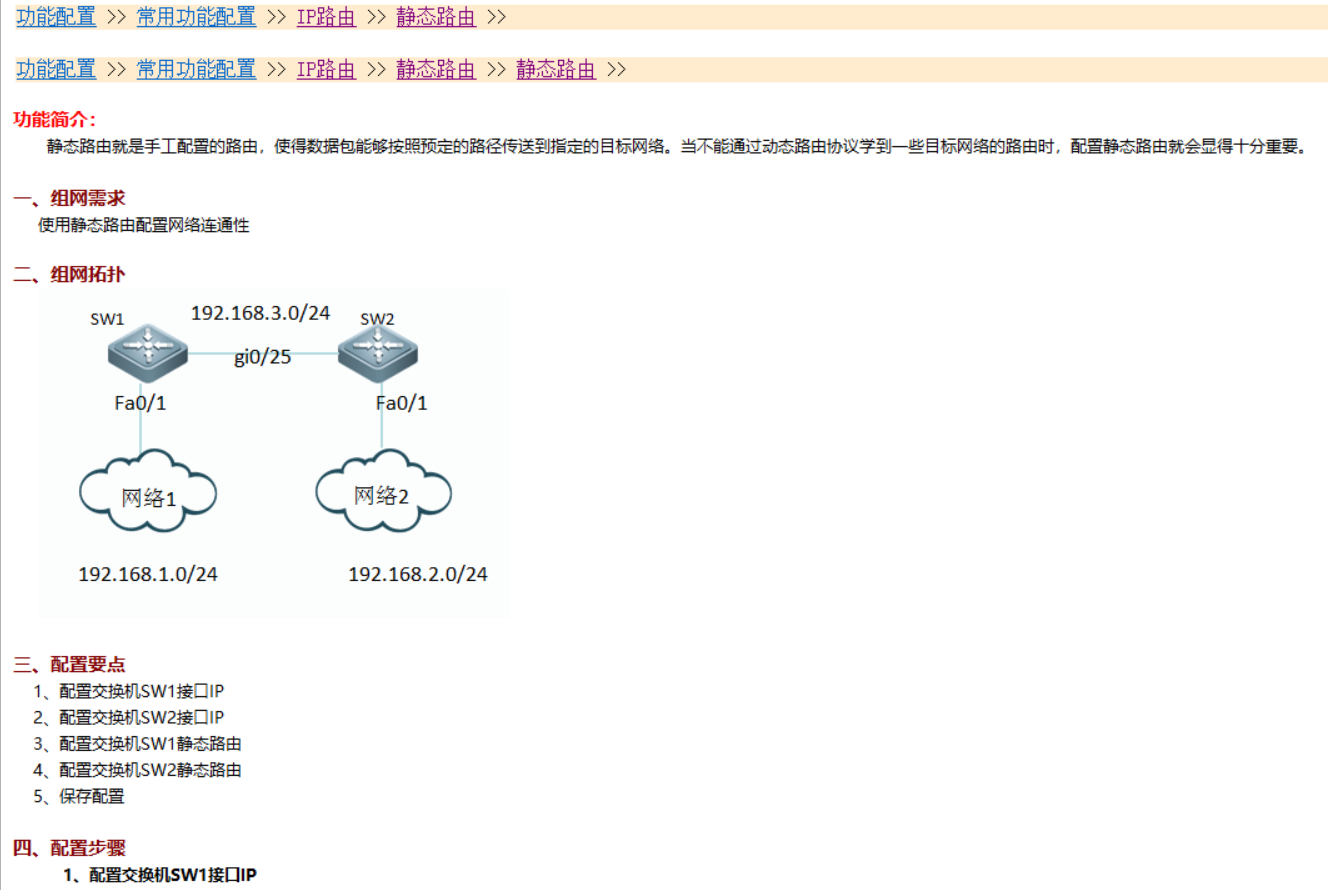 功能配置 >> 常用功能配置 >> IP路由 >> 静态路由 >>
功能配置 >> 常用功能配置 >> IP路由 >> 静态路由 >> 静态路由 >>
功能简介：
静态路由就是手工配置的路由，使得数据包能够按照预定的路径传送到指定的目标网络。当不能通过动态路由协议学到一些目标网络的路由时，配置静态路由就会显得十分重要。
一、组网需求
使用静态路由配置网络连通性
二、组网拓扑
192.168.3.0/24
SW1
SW2
gi0/25
Fa0/1
Fa0/1
网络1
网络2
192.168.1.0/24
192.168.2.0/24
三、配置要点
1、配置交换机SW1接口IP
2、配置交换机SW2接口IP
3、配置交换机SW1静态路由
4、配置交换机SW2静态路由
5、保存配置
四、配置步骤
1、配置交换机SW1接口IP